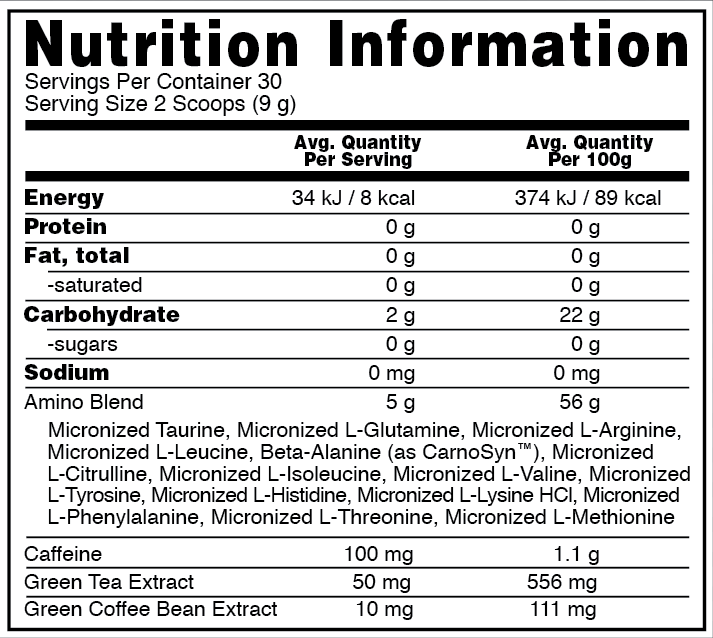 Nutrition Information
Servings Per Container 30
Serving Size 2 Scoops (9 g)
Avg. Quantity Per Serving Avg. Quantity Per 100g
Energy 34 kJ / 8 kcal 374 kJ / 89 kcal
Protein 0 g 0 g
Fat, total 0 g 0 g
-saturated 0 g 0 g
Carbohydrate 2 g 22 g
-sugars 0 g 0 g
Sodium 0 mg 0 mg
Amino Blend 5 g 56 g
Micronized Taurine, Micronized L-Glutamine, Micronized L-Arginine,
Micronized L-Leucine, Beta-Alanine (as CarnoSyn™), Micronized
L-Citrulline, Micronized L-Isoleucine, Micronized L-Valine, Micronized
L-Tyrosine, Micronized L-Histidine, Micronized L-Lysine HCl, Micronized
L-Phenylalanine, Micronized L-Threonine, Micronized L-Methionine
Caffeine 100 mg 1.1 g
Green Tea Extract 50 mg 556 mg
Green Coffee Bean Extract 10 mg 111 mg